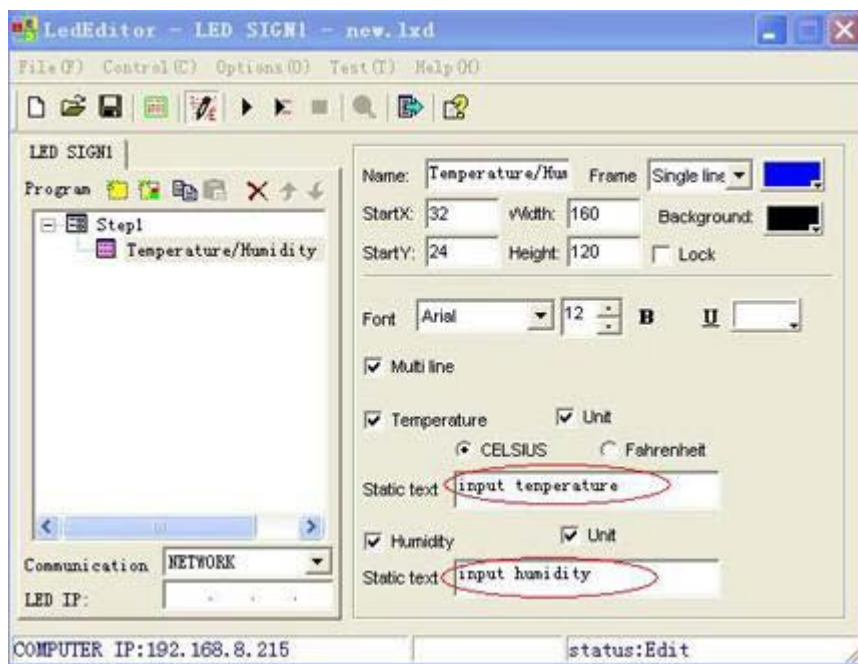 LedEditor - LED SIGN1 - new.lxd
File(F) Control(C) Options(O) Test(T) Help(H)
LED SIGN1
Program
Step1
Temperature/Humidity
Communication NETWORK
LED IP: . . .
Name: Temperature/Hum Frame Single line
StartX: 32 Width: 160 Background:
StartY: 24 Height: 120 Lock
Font Arial 12 B U
Multi line
Temperature Unit
CELSIUS Fahrenheit
Static text input temperature
Humidity Unit
Static text input humidity
COMPUTER IP:192.168.8.215 status:Edit